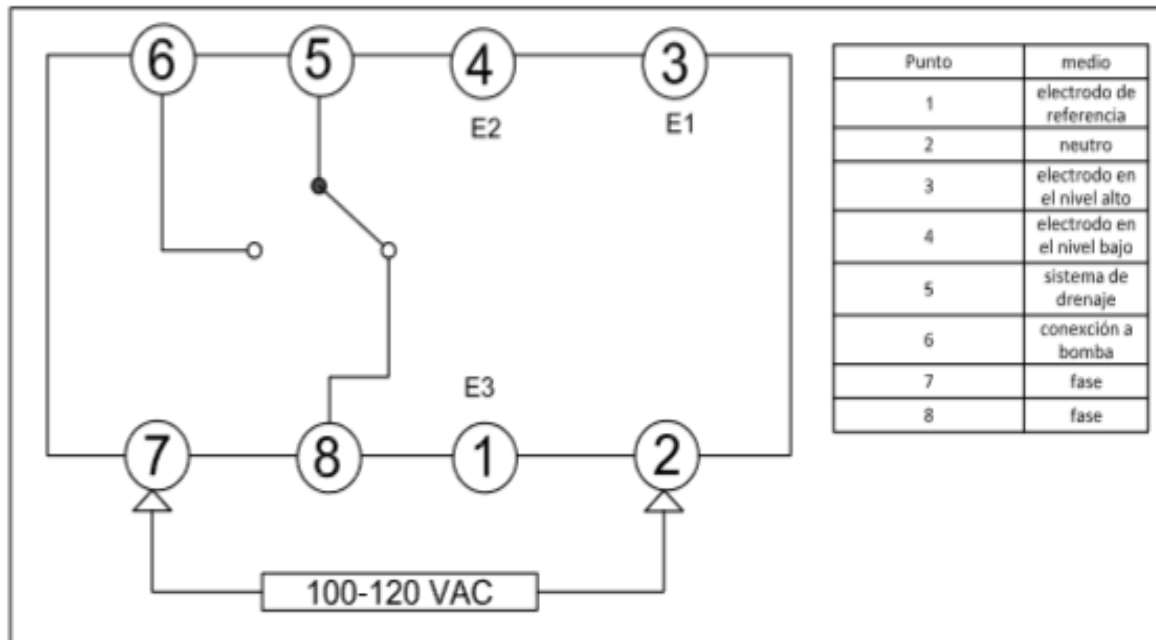 6 5 4 3
E2 E1
E3
7 8 1 2
100-120 VAC
Punto medio
1 electrodo de
referencia
2 neutro
3 electrodo en
el nivel alto
4 electrodo en
el nivel bajo
5 sistema de
drenaje
6 conexción a
bomba
7 fase
8 fase